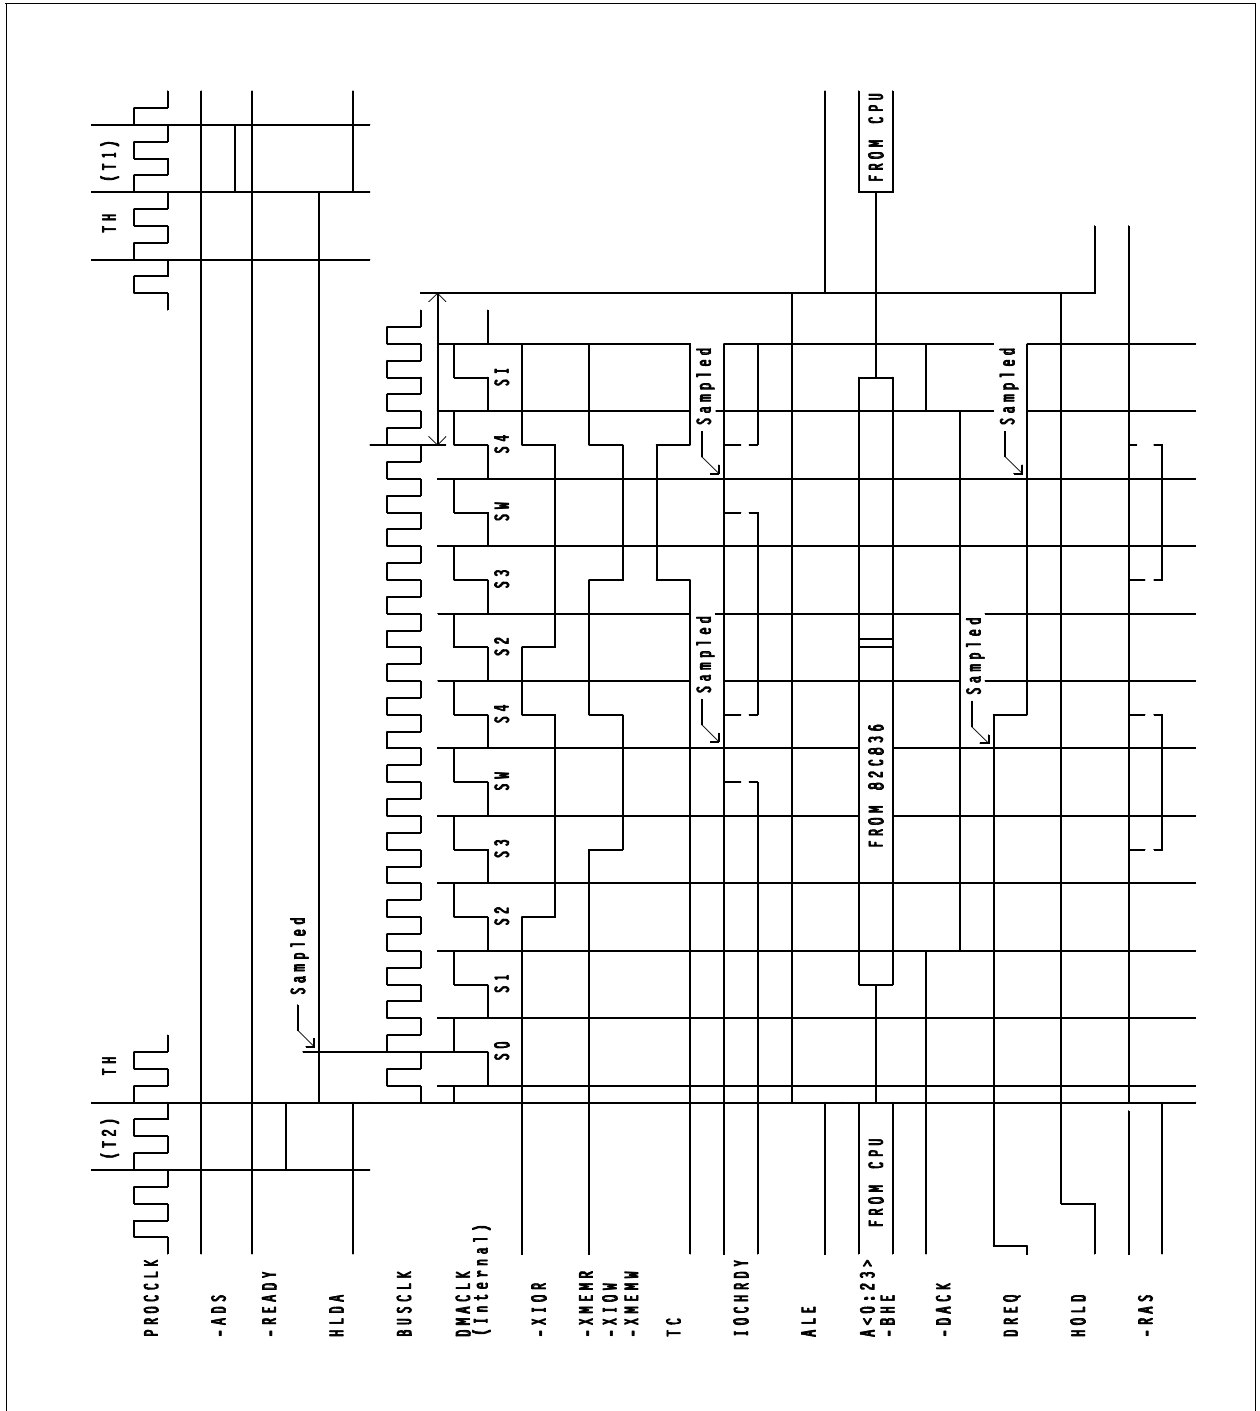 PROCCLK
(T2)
TH
TH
(T1)
-ADS
-READY
HLDA
Sampled
BUSCLK
DMACLK
(Internal)
S0
S1
S2
S3
SW
S4
S2
S3
SW
S4
SI
-XIOR
-XMEMR
-XIOW
-XMEMW
TC
IOCHRDY
Sampled
Sampled
ALE
A<0:23>
-BHE
FROM CPU
FROM 82C836
FROM CPU
-DACK
DREQ
Sampled
Sampled
HOLD
-RAS